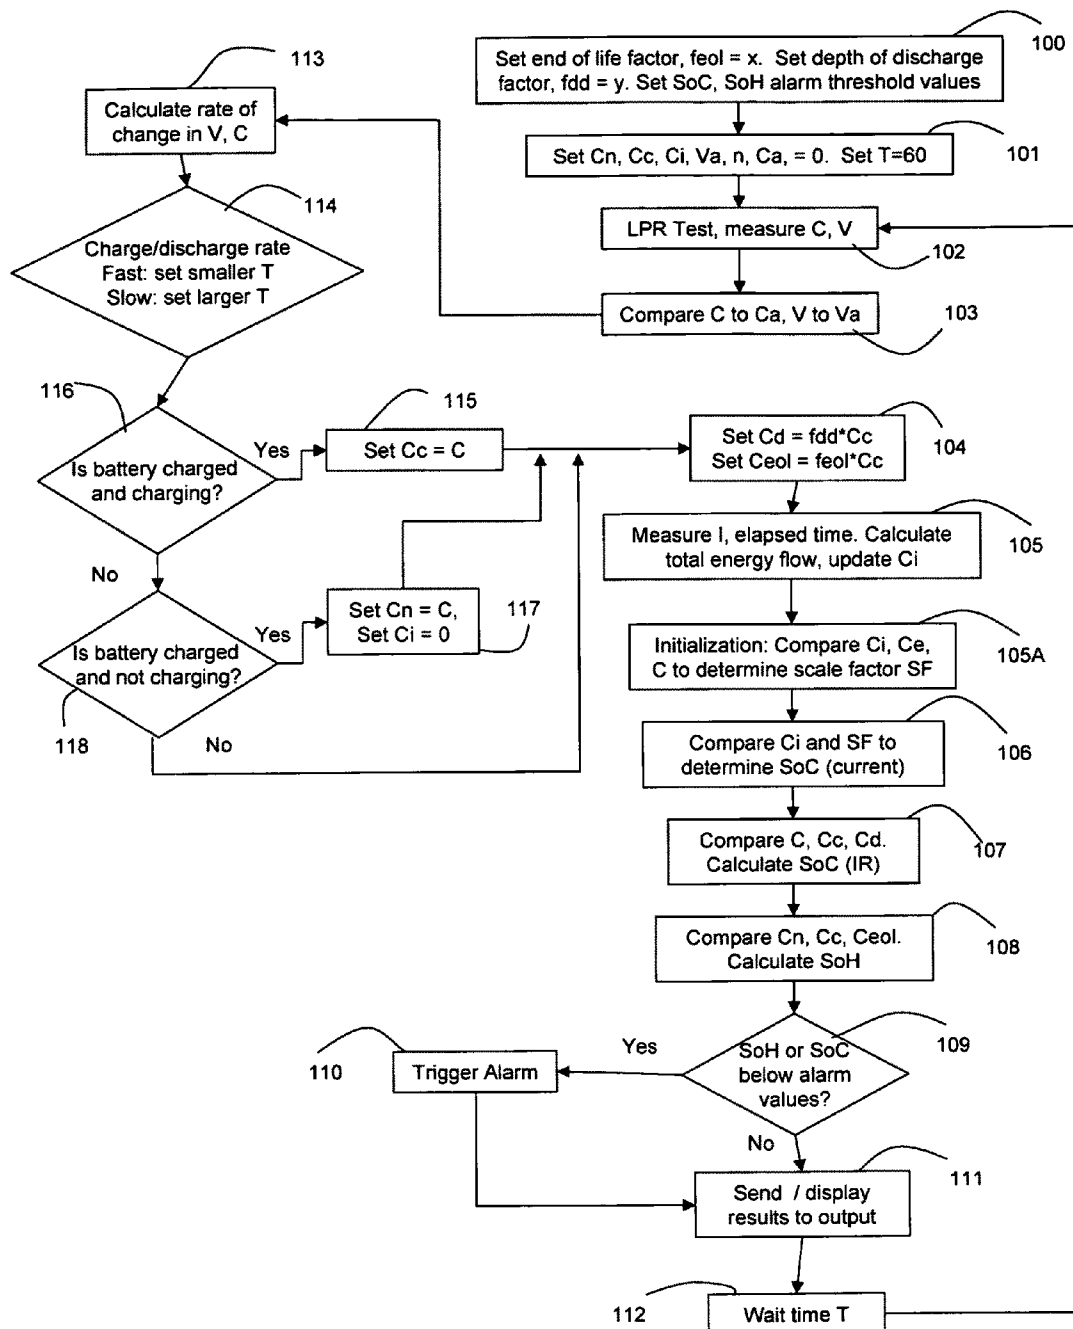 100
Set end of life factor, feol = x. Set depth of discharge
factor, fdd = y. Set SoC, SoH alarm threshold values
101
Set Cn, Cc, Ci, Va, n, Ca, = 0. Set T=60
LPR Test, measure C, V
102
Compare C to Ca, V to Va
103
113
Calculate rate of
change in V, C
114
Charge/discharge rate
Fast: set smaller T
Slow: set larger T
116
Is battery charged
and charging?
Yes
115
Set Cc = C
No
Is battery charged
and not charging?
118
Yes
Set Cn = C,
Set Ci = 0
117
No
Set Cd = fdd*Cc
Set Ceol = feol*Cc
104
Measure I, elapsed time. Calculate
total energy flow, update Ci
105
Initialization: Compare Ci, Ce,
C to determine scale factor SF
105A
Compare Ci and SF to
determine SoC (current)
106
Compare C, Cc, Cd.
Calculate SoC (IR)
107
Compare Cn, Cc, Ceol.
Calculate SoH
108
SoH or SoC
below alarm
values?
109
Yes
110
Trigger Alarm
No
111
Send / display
results to output
112
Wait time T